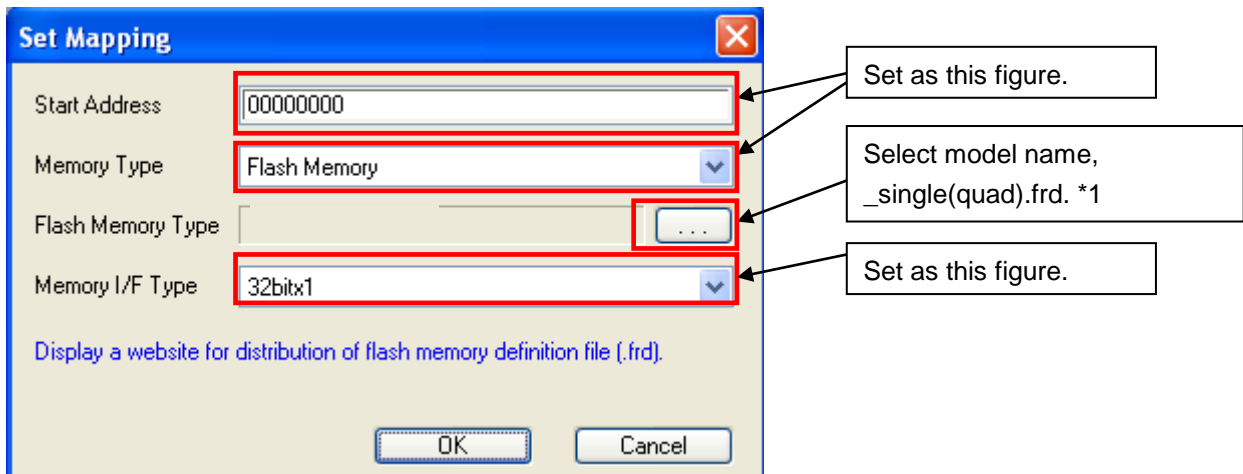 Set Mapping
Start Address
00000000
Set as this figure.
Memory Type
Flash Memory
Select model name,
_single(quad).frd. *1
Flash Memory Type
...
Memory I/F Type
32bitx1
Set as this figure.
Display a website for distribution of flash memory definition file (.frd).
OK
Cancel